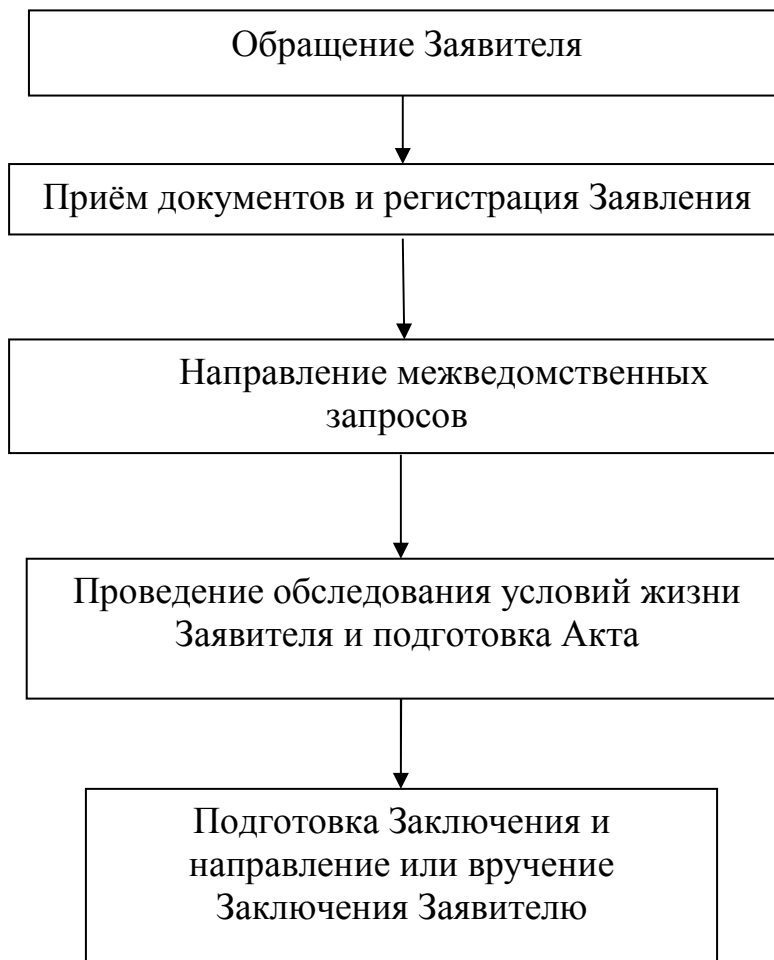 Обращение Заявителя
Приём документов и регистрация Заявления
Направление межведомственных
запросов
Проведение обследования условий жизни
Заявителя и подготовка Акта
Подготовка Заключения и
направление или вручение
Заключения Заявителю